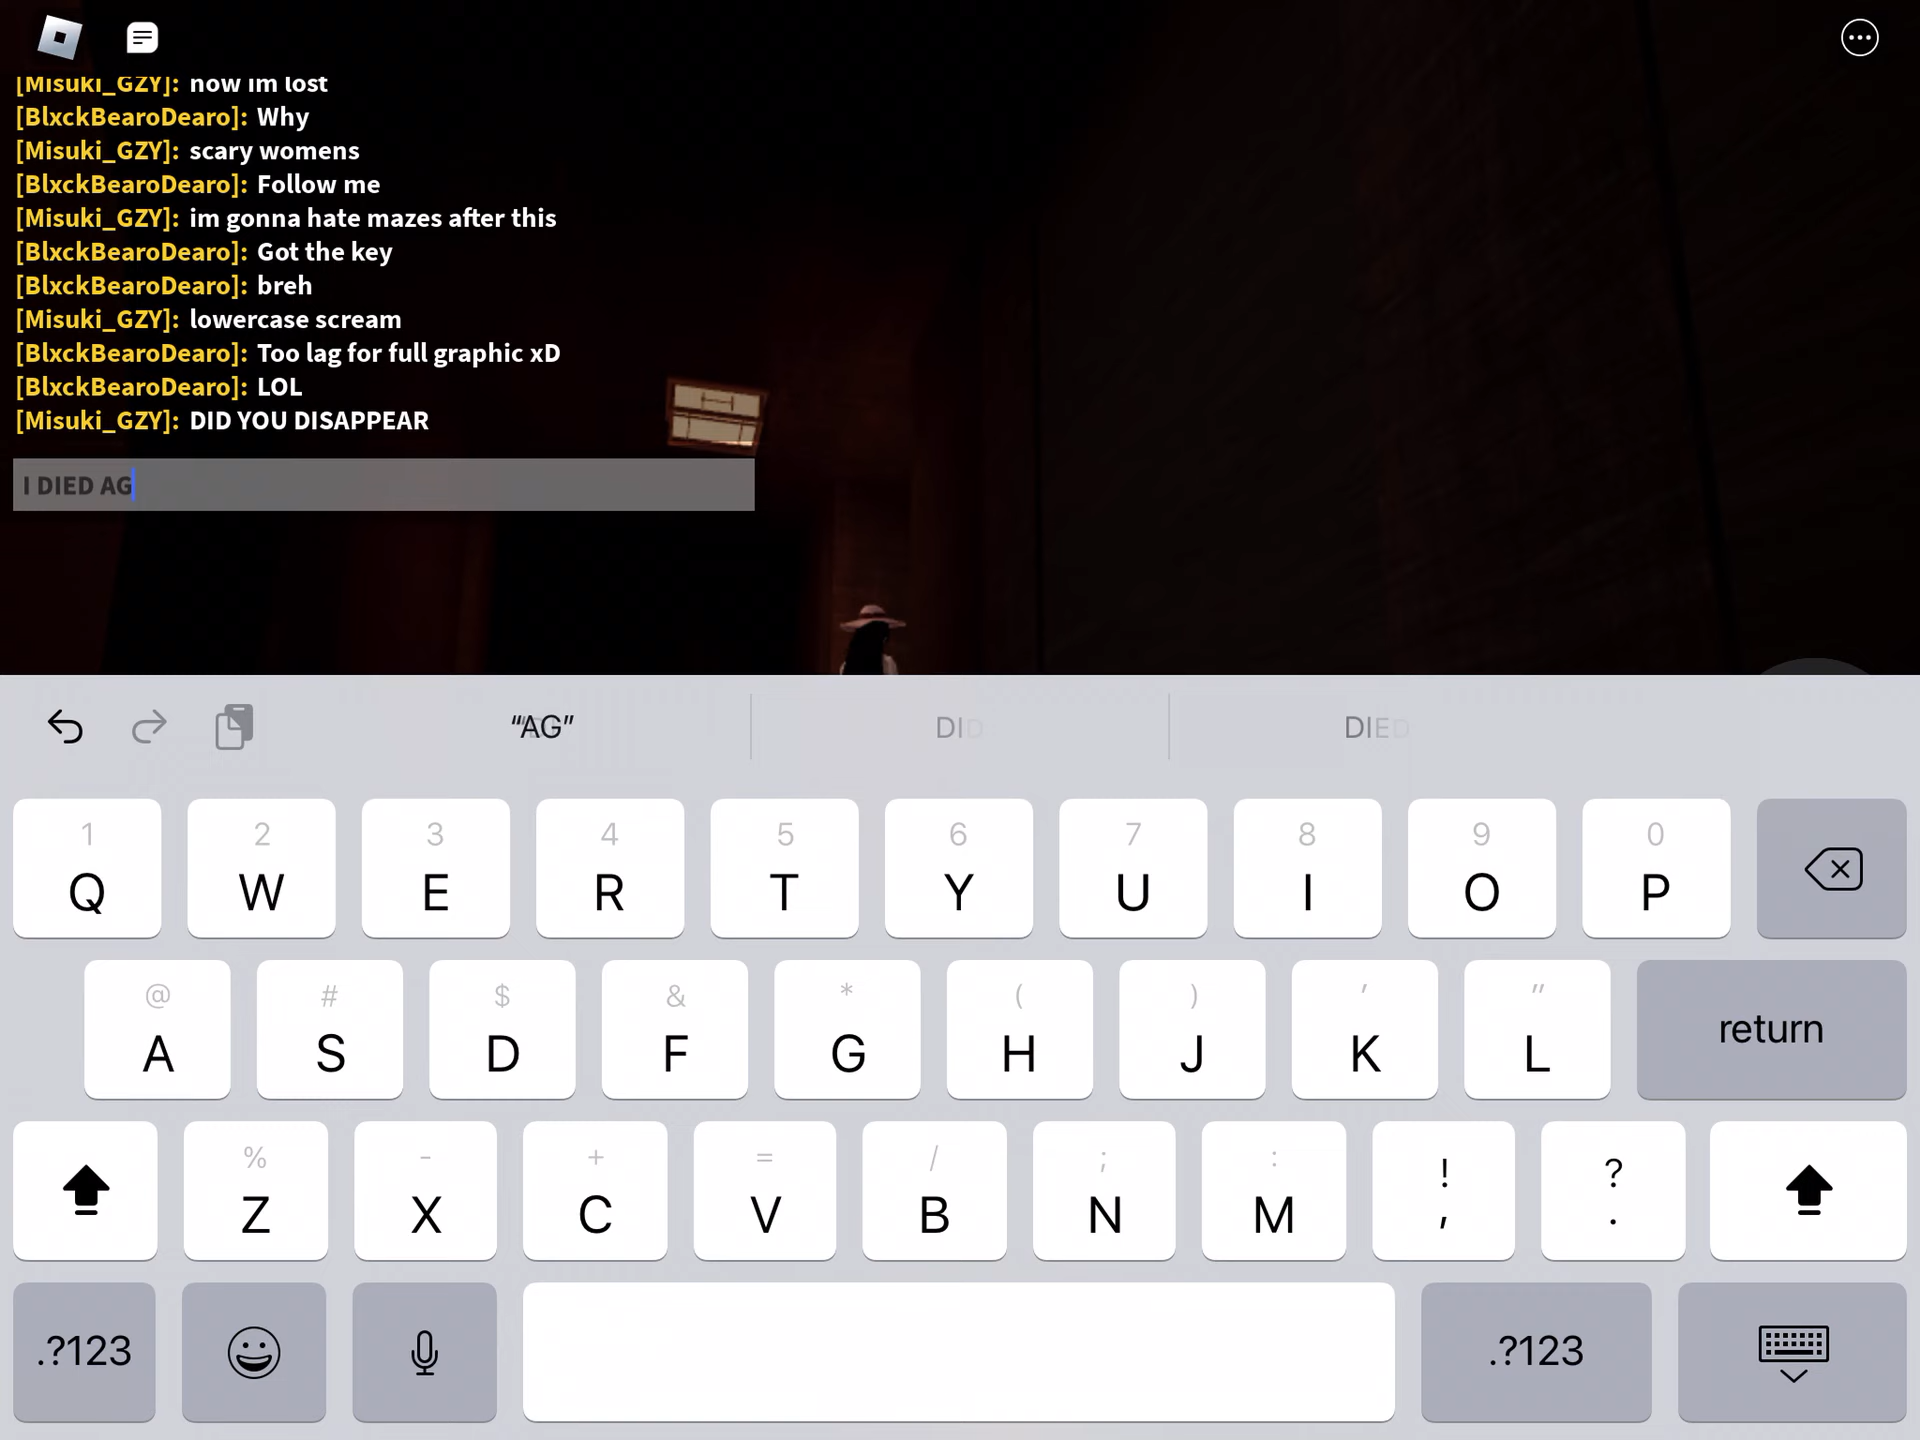 [Misuki_GZY]: now im lost
[BlxckBearoDearo]: Why
[Misuki_GZY]: scary womens
[BlxckBearoDearo]: Follow me
[Misuki_GZY]: im gonna hate mazes after this
[BlxckBearoDearo]: Got the key
[BlxckBearoDearo]: breh
[Misuki_GZY]: lowercase scream
[BlxckBearoDearo]: Too lag for full graphic xD
[BlxckBearoDearo]: LOL
[Misuki_GZY]: DID YOU DISAPPEAR
I DIED AG
“AG” DID DIED
1 2 3 4 5 6 7 8 9 0
Q W E R T Y U I O P
@ # $ & * ( ) ' "
A S D F G H J K L return
% - + = / ; : ! ?
Z X C V B N M , .
.?123 .?123